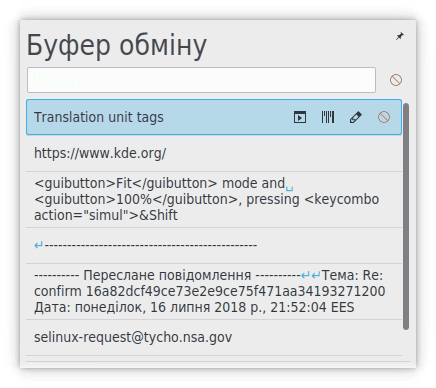 Буфер обміну
Translation unit tags
https://www.kde.org/
<guibutton>Fit</guibutton> mode and␣
<guibutton>100%</guibutton>, pressing <keycombo
action="simul">&Shift
↵---------------------------------------------
---------- Переслане повідомлення ----------↵↵Тема: Re:
confirm 16a82dcf49ce73e2e9ce75f471aa34193271200
Дата: понеділок, 16 липня 2018 р., 21:52:04 EES
selinux-request@tycho.nsa.gov